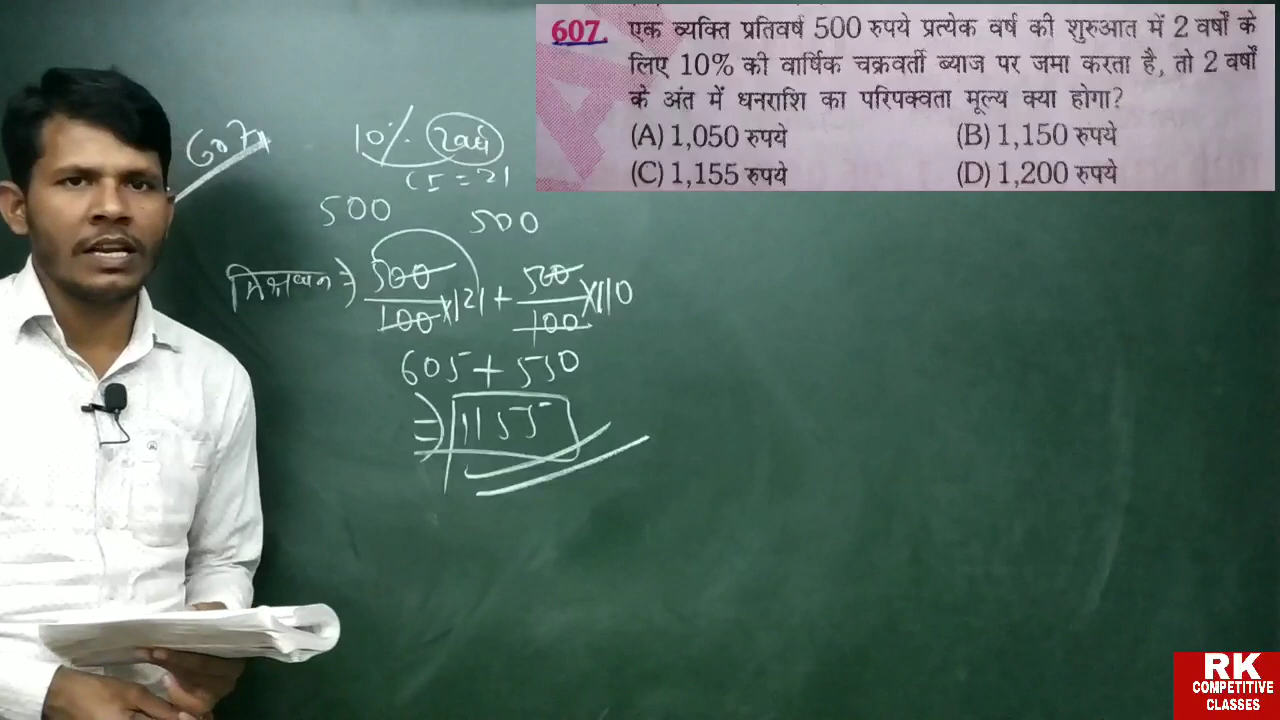 607. एक व्यक्ति प्रतिवर्ष 500 रुपये प्रत्येक वर्ष की शुरुआत में 2 वर्षों के
लिए 10% की वार्षिक चक्रवर्ती ब्याज पर जमा करता है, तो 2 वर्षों
के अंत में धनराशि का परिपक्वता मूल्य क्या होगा?
(A) 1,050 रुपये (B) 1,150 रुपये
(C) 1,155 रुपये (D) 1,200 रुपये
607
10% 2वर्ष
CI = 21
500 500
मिश्रधन ⇒ 500/100 × 121 + 500/100 × 110
605 + 550
⇒ 1155
RK
COMPETITIVE
CLASSES